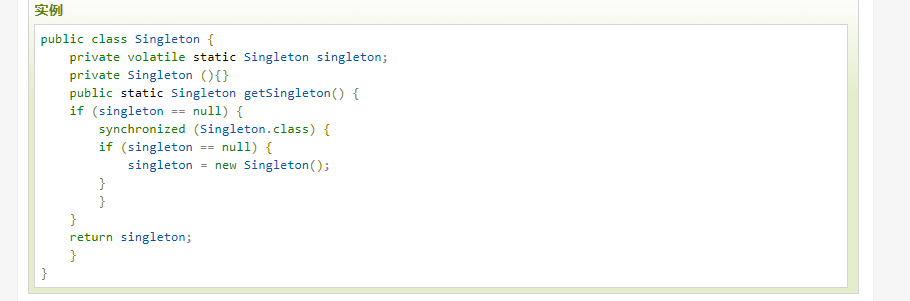 实例
public class Singleton {
    private volatile static Singleton singleton;
    private Singleton (){}
    public static Singleton getSingleton() {
    if (singleton == null) {
        synchronized (Singleton.class) {
        if (singleton == null) {
            singleton = new Singleton();
        }
        }
    }
    return singleton;
    }
}